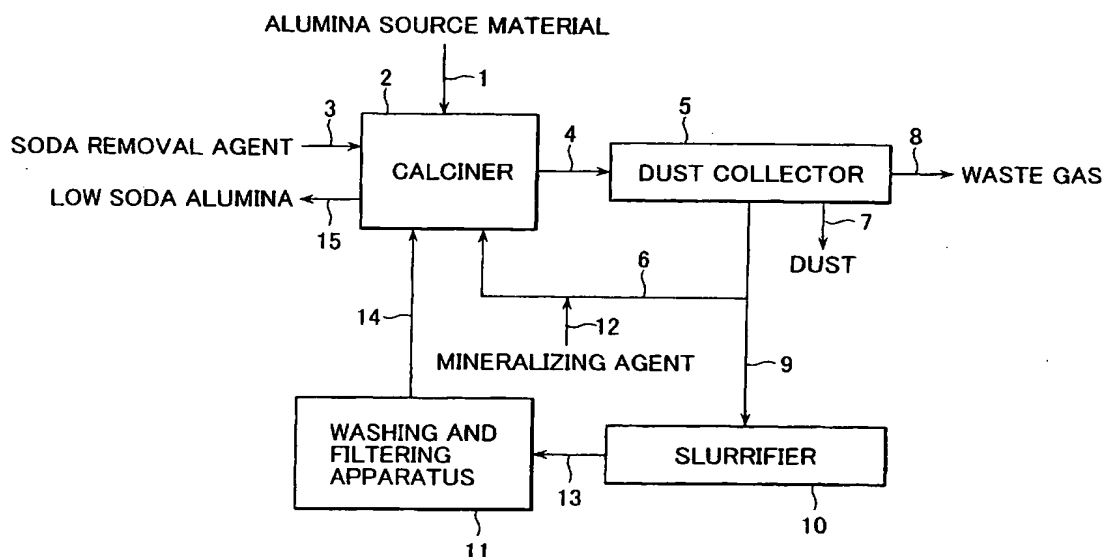 ALUMINA SOURCE MATERIAL
1
2
3
SODA REMOVAL AGENT
CALCINER
LOW SODA ALUMINA
15
4
5
DUST COLLECTOR
8
WASTE GAS
7
DUST
6
14
12
MINERALIZING AGENT
9
WASHING AND
FILTERING
APPARATUS
13
SLURRIFIER
10
11